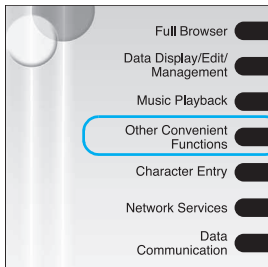 Full Browser
Data Display/Edit/
Management
Music Playback
Other Convenient
Functions
Character Entry
Network Services
Data
Communication